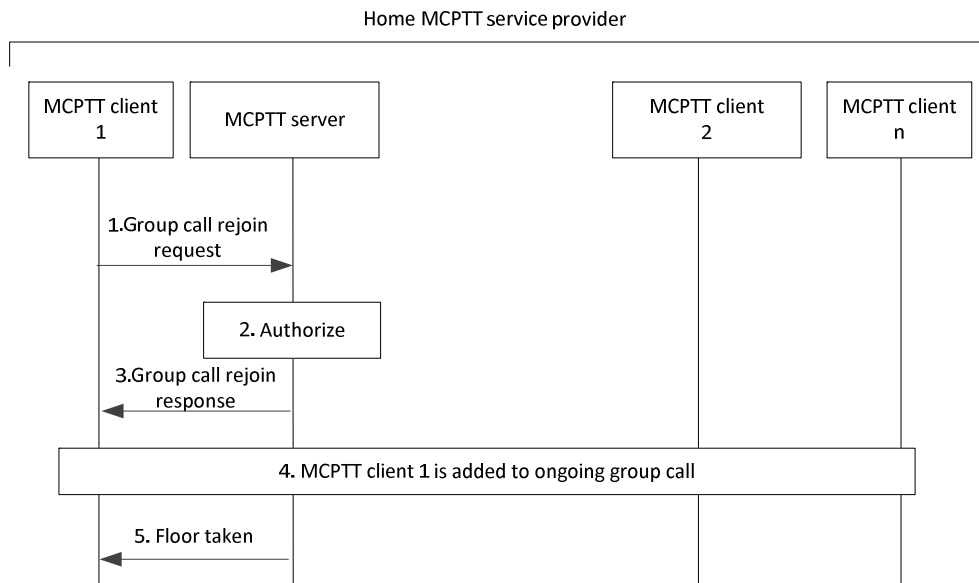 Home MCPTT service provider
MCPTT client
1
MCPTT server
MCPTT client
2
MCPTT client
n
1.Group call rejoin
request
2. Authorize
3.Group call rejoin
response
4. MCPTT client 1 is added to ongoing group call
5. Floor taken